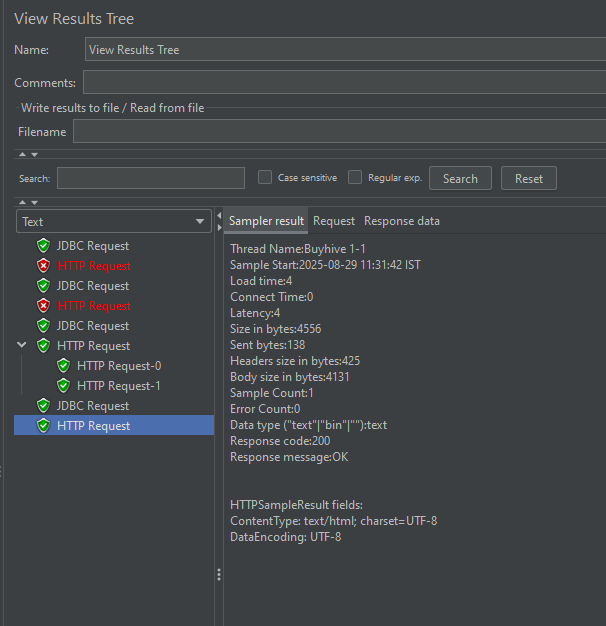 View Results Tree
Name: View Results Tree
Comments:
Write results to file / Read from file
Filename
Search: Case sensitive Regular exp. Search Reset
Text
JDBC Request
HTTP Request
JDBC Request
HTTP Request
JDBC Request
HTTP Request
HTTP Request-0
HTTP Request-1
JDBC Request
HTTP Request
Sampler result Request Response data
Thread Name:Buyhive 1-1
Sample Start:2025-08-29 11:31:42 IST
Load time:4
Connect Time:0
Latency:4
Size in bytes:4556
Sent bytes:138
Headers size in bytes:425
Body size in bytes:4131
Sample Count:1
Error Count:0
Data type ("text"|"bin"|""):text
Response code:200
Response message:OK
HTTPSampleResult fields:
ContentType: text/html; charset=UTF-8
DataEncoding: UTF-8